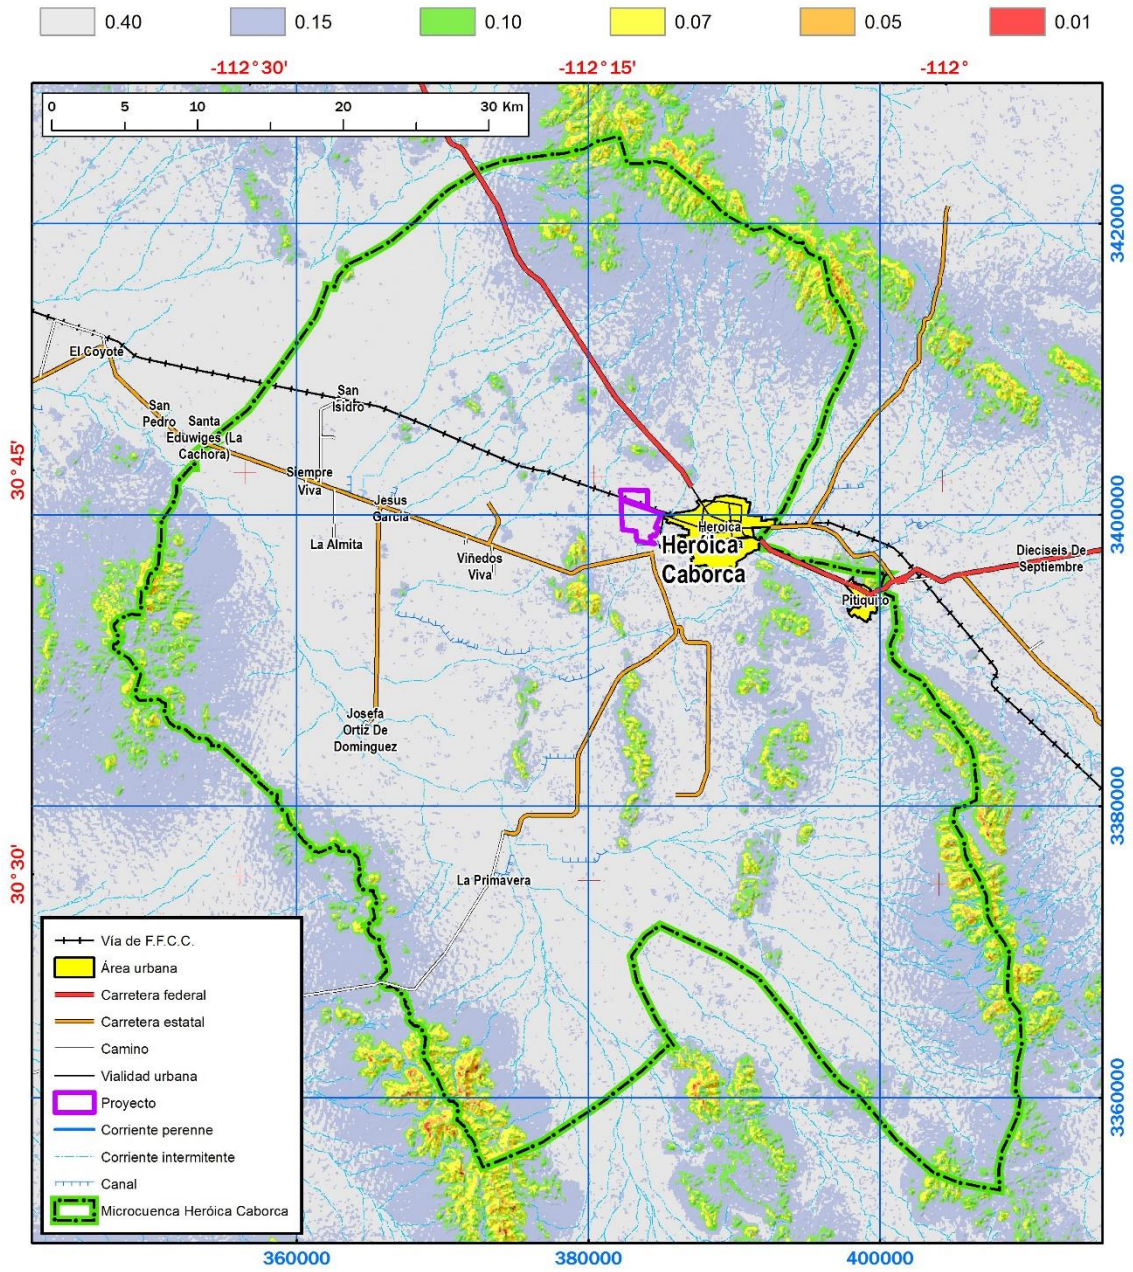 0.40 0.15 0.10 0.07 0.05 0.01
-112°30' -112°15' -112°
0 5 10 20 30 Km
3420000
El Coyote
San
Isidro
San
Pedro
Santa
Eduwiges (La
Cachora)
30°45'
Siempre
Viva
Jesus
García
3400000
Heroica
Heróica
Caborca
La Almita
Viñedos
Viva
Dieciseis De
Septiembre
Pitiquito
Josefa
Ortiz De
Dominguez
3380000
30°30'
La Primavera
Vía de F.F.C.C.
Área urbana
Carretera federal
Carretera estatal
Camino
Vialidad urbana
Proyecto
Corriente perenne
Corriente intermitente
Canal
Microcuenca Heróica Caborca
3360000
360000 380000 400000